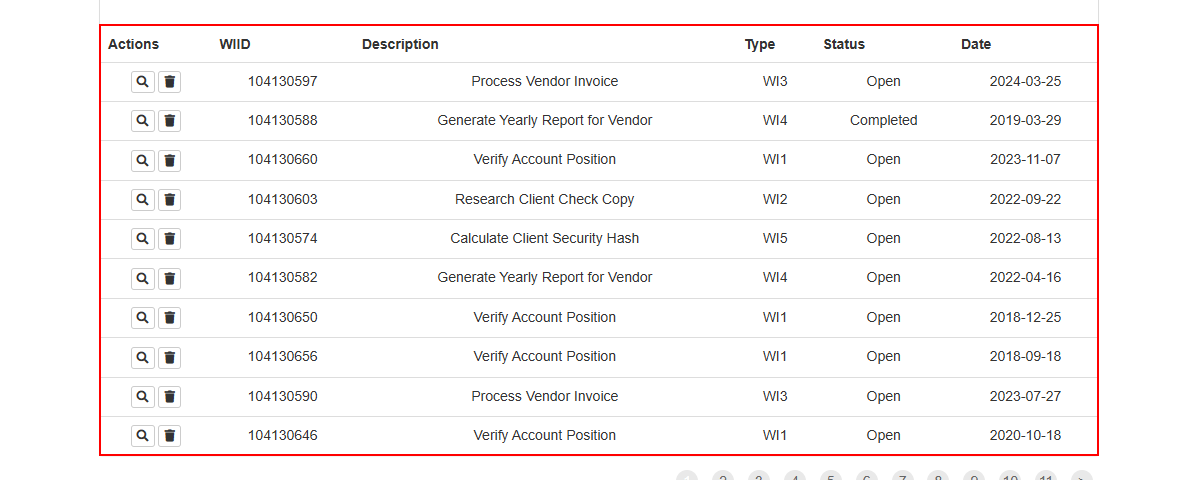 Actions WIID Description Type Status Date
104130597 Process Vendor Invoice WI3 Open 2024-03-25
104130588 Generate Yearly Report for Vendor WI4 Completed 2019-03-29
104130660 Verify Account Position WI1 Open 2023-11-07
104130603 Research Client Check Copy WI2 Open 2022-09-22
104130574 Calculate Client Security Hash WI5 Open 2022-08-13
104130582 Generate Yearly Report for Vendor WI4 Open 2022-04-16
104130650 Verify Account Position WI1 Open 2018-12-25
104130656 Verify Account Position WI1 Open 2018-09-18
104130590 Process Vendor Invoice WI3 Open 2023-07-27
104130646 Verify Account Position WI1 Open 2020-10-18
1 2 3 4 5 6 7 8 9 10 11 >